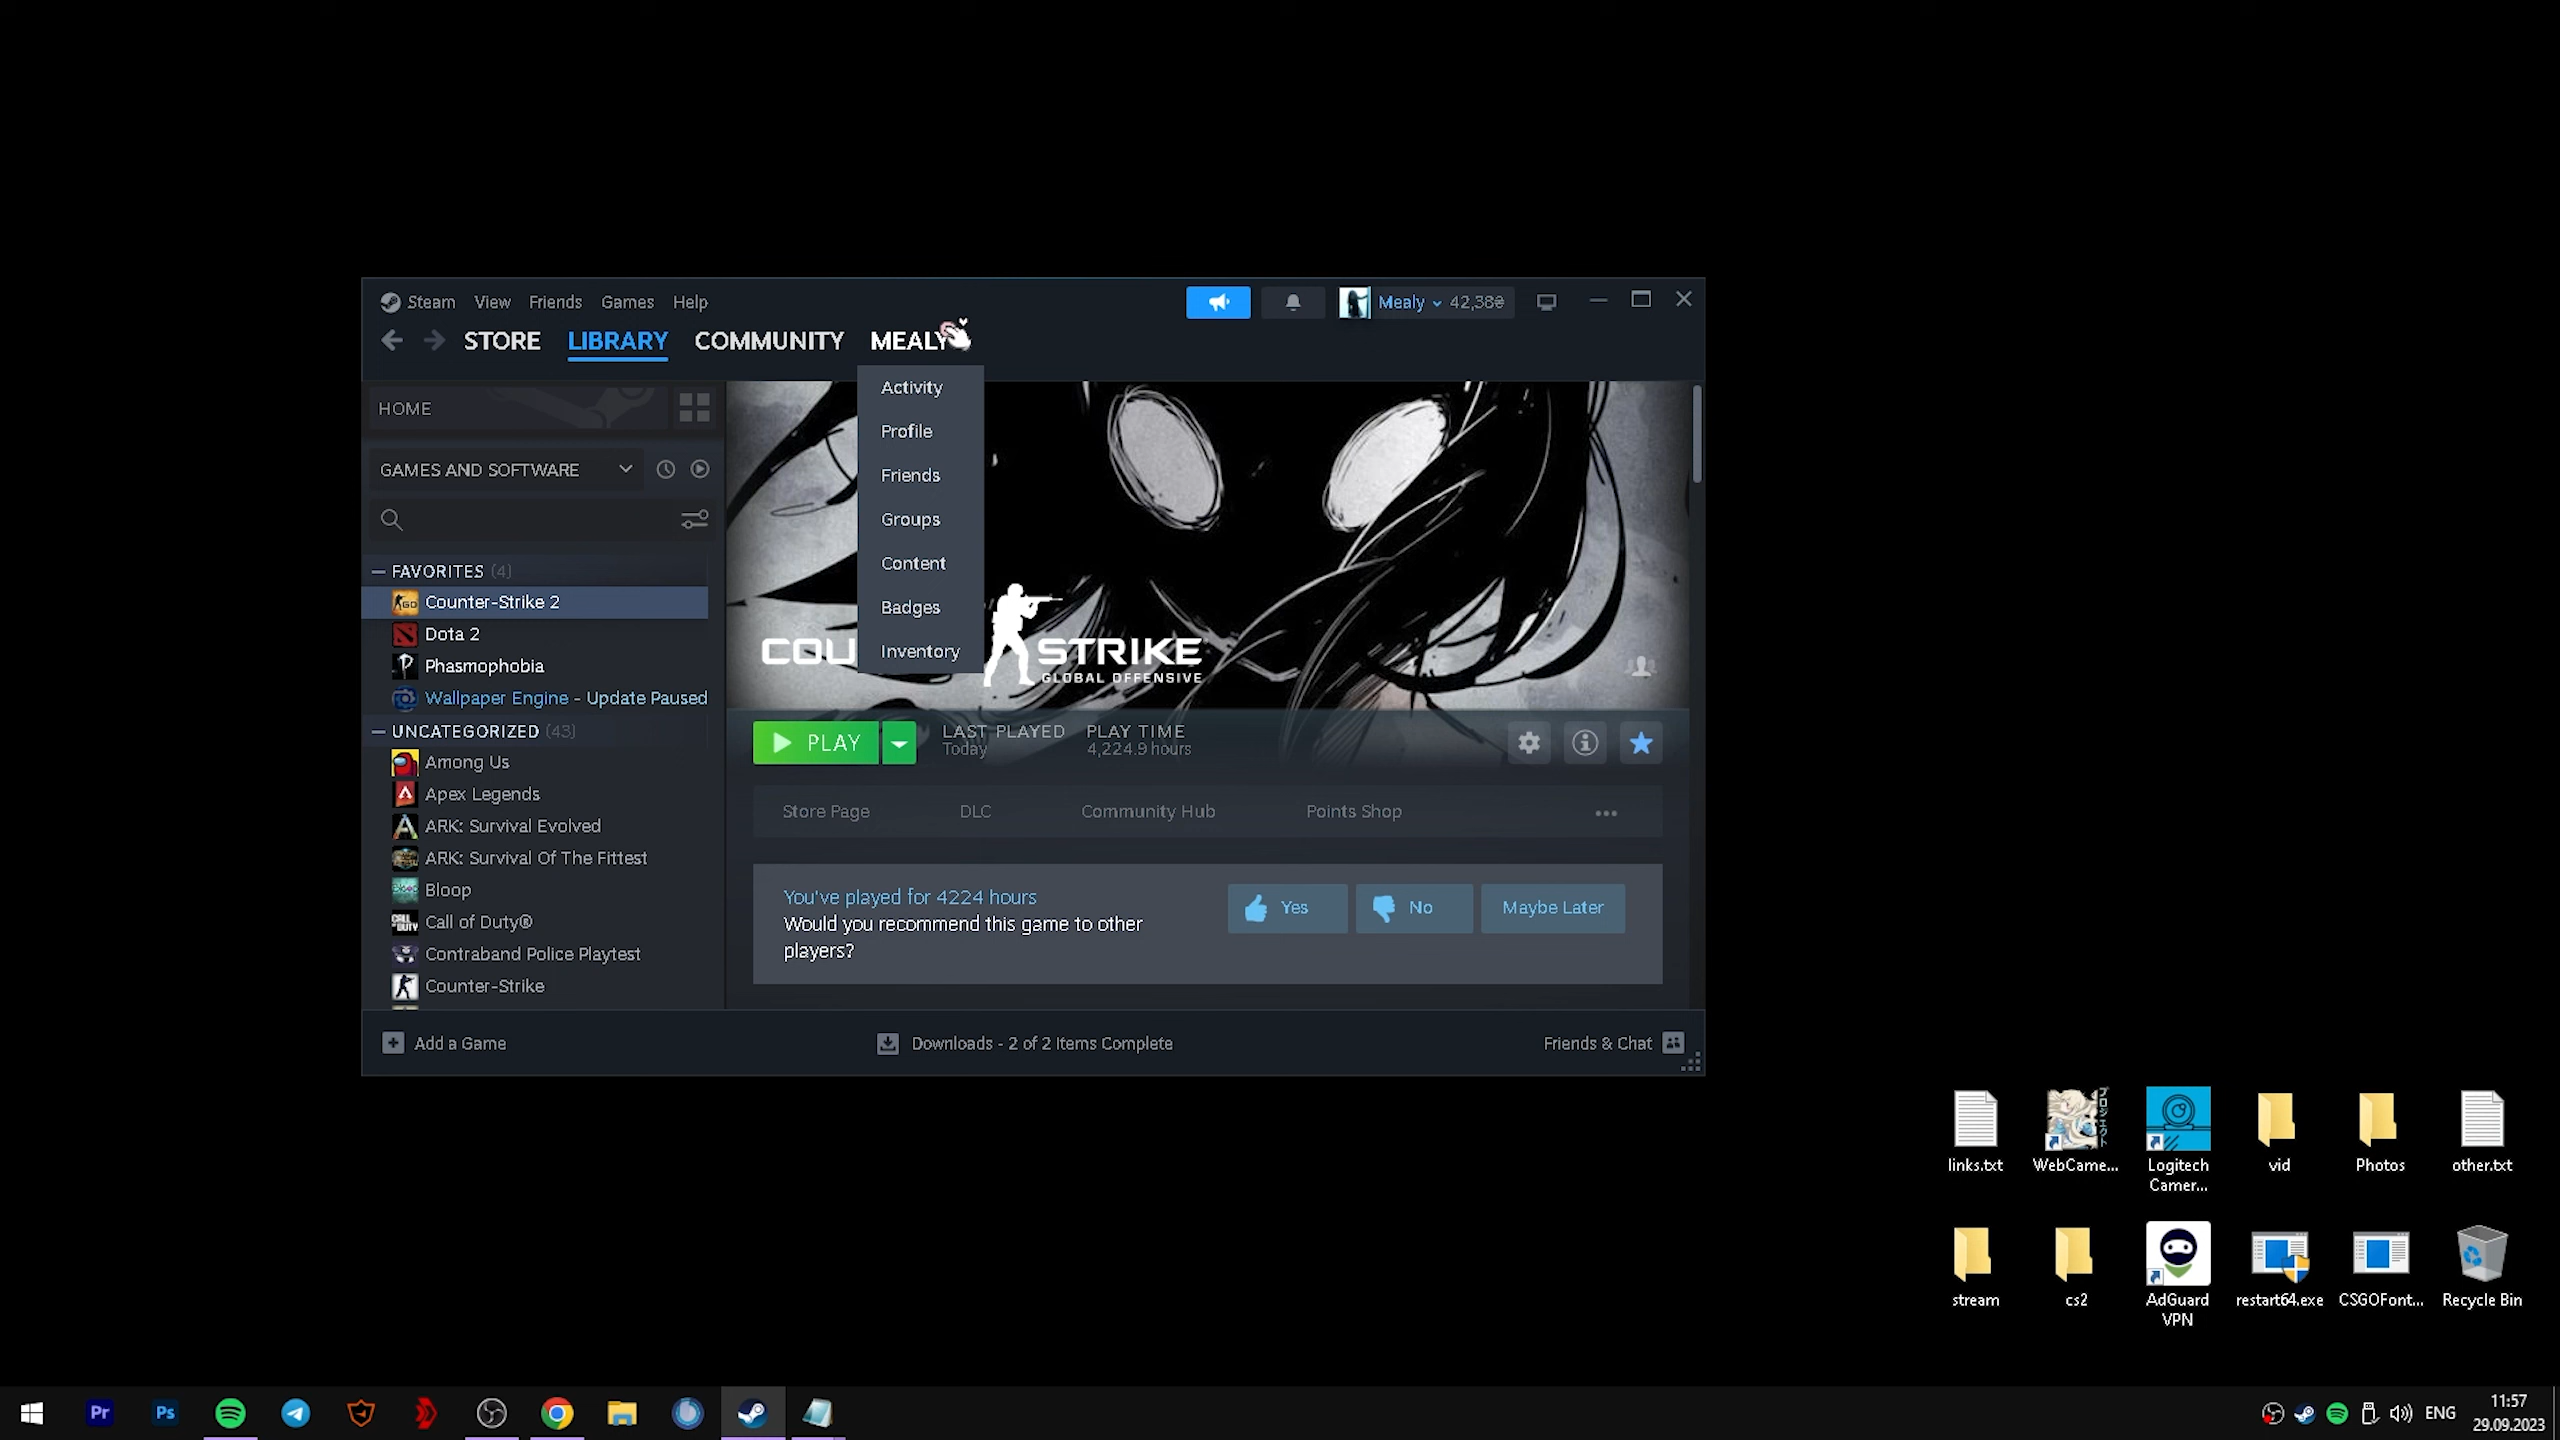 Steam View Friends Games Help
Mealy 42,38₴
STORE LIBRARY COMMUNITY MEALY
Activity
Profile
Friends
Groups
Content
Badges
Inventory
HOME
GAMES AND SOFTWARE
FAVORITES (4)
Counter-Strike 2
Dota 2
Phasmophobia
Wallpaper Engine - Update Paused
UNCATEGORIZED (43)
Among Us
Apex Legends
ARK: Survival Evolved
ARK: Survival Of The Fittest
Bloop
Call of Duty®
Contraband Police Playtest
Counter-Strike
COU STRIKE
GLOBAL OFFENSIVE
PLAY
LAST PLAYED
Today
PLAY TIME
4,224.9 hours
Store Page DLC Community Hub Points Shop
You've played for 4224 hours
Would you recommend this game to other
players?
Yes No Maybe Later
Add a Game
Downloads - 2 of 2 Items Complete
Friends & Chat
links.txt
WebCame...
Logitech
Camer...
vid
Photos
other.txt
stream
cs2
AdGuard
VPN
restart64.exe
CSGOFont...
Recycle Bin
Pr
Ps
ENG
11:57
29.09.2023